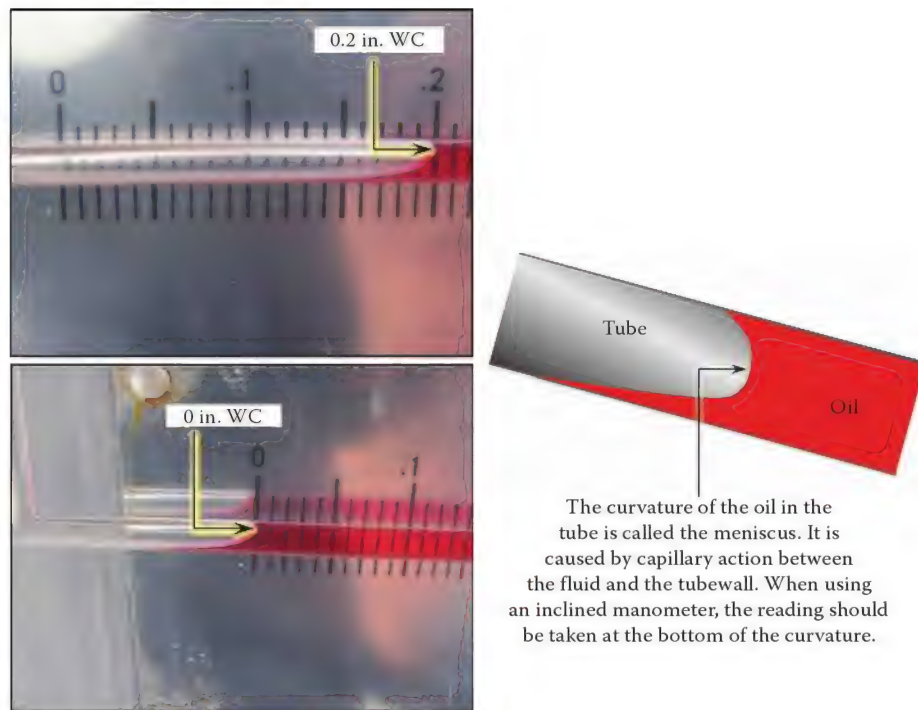 0.2 in. WC
0 .1 .2
0 in. WC
0 .1
Tube
Oil
The curvature of the oil in the
tube is called the meniscus. It is
caused by capillary action between
the fluid and the tubewall. When using
an inclined manometer, the reading should
be taken at the bottom of the curvature.